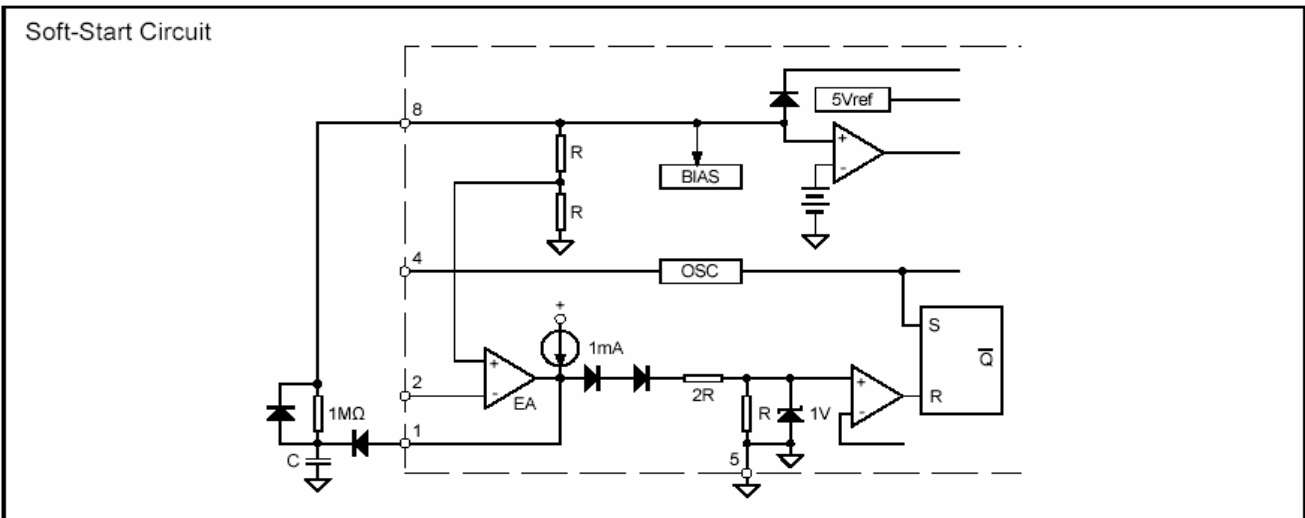 Soft-Start Circuit
8
5Vref
R
+
-
BIAS
R
4
OSC
+
1mA
S
Q̅
+
-
EA
2
2R
R
1V
+
-
R
1MΩ
1
C
5